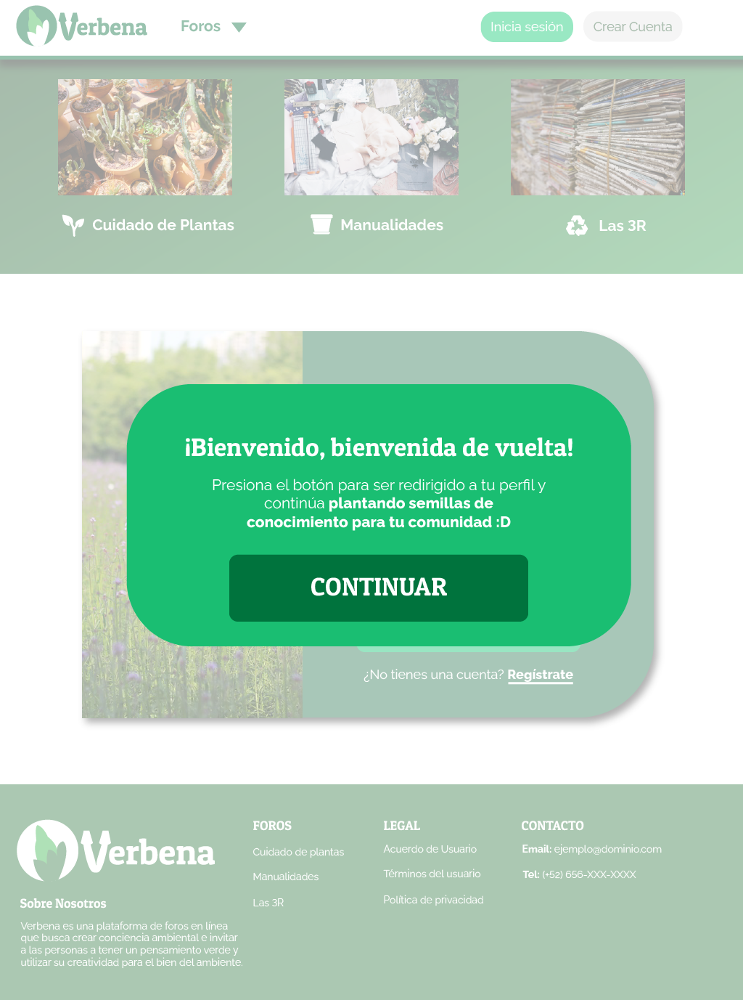 Verbena
Foros
Inicia sesión
Crear Cuenta
Cuidado de Plantas
Manualidades
Las 3R
¡Bienvenido, bienvenida de vuelta!
Presiona el botón para ser redirigido a tu perfil y
continúa plantando semillas de
conocimiento para tu comunidad :D
CONTINUAR
¿No tienes una cuenta? Regístrate
Verbena
Sobre Nosotros
Verbena es una plataforma de foros en línea
que busca crear conciencia ambiental e invitar
a las personas a tener un pensamiento verde y
utilizar su creatividad para el bien del ambiente.
FOROS
Cuidado de plantas
Manualidades
Las 3R
LEGAL
Acuerdo de Usuario
Términos del usuario
Política de privacidad
CONTACTO
Email: ejemplo@dominio.com
Tel: (+52) 656-XXX-XXXX